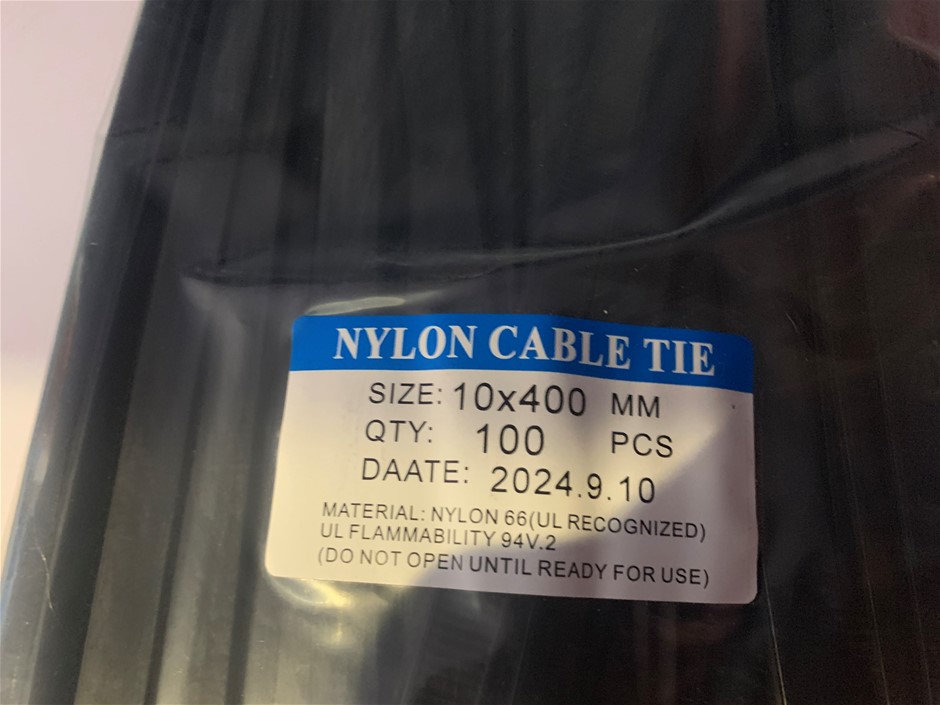 NYLON CABLE TIE
SIZE: 10x400 MM
QTY: 100 PCS
DAATE: 2024.9.10
MATERIAL: NYLON 66(UL RECOGNIZED)
UL FLAMMABILITY 94V.2
(DO NOT OPEN UNTIL READY FOR USE)